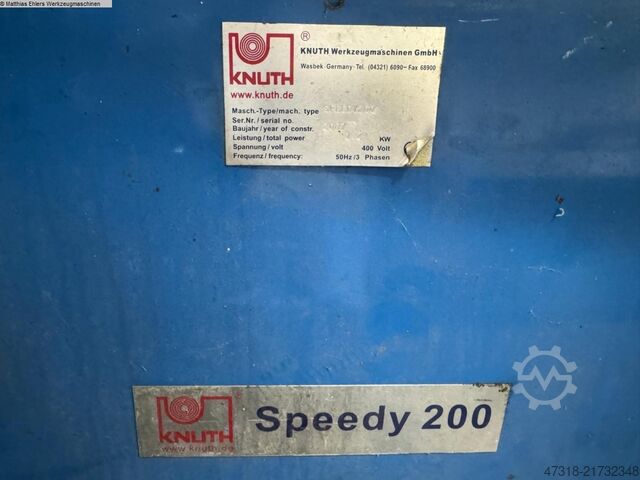 © Matthias Ehlers Werkzeugmaschinen
®
KNUTH
www.knuth.de
KNUTH Werkzeugmaschinen GmbH
Wasbek-Germany-Tel. (04321) 6090-Fax 68900
Masch.-Type/mach. type
Ser.Nr./serial no.
Baujahr/year of constr.
Leistung/total power KW
Spannung/volt 400 Volt
Frequenz/frequency: 50Hz/3 Phasen
KNUTH ®
www.knuth.de
Speedy 200
47318-21732348